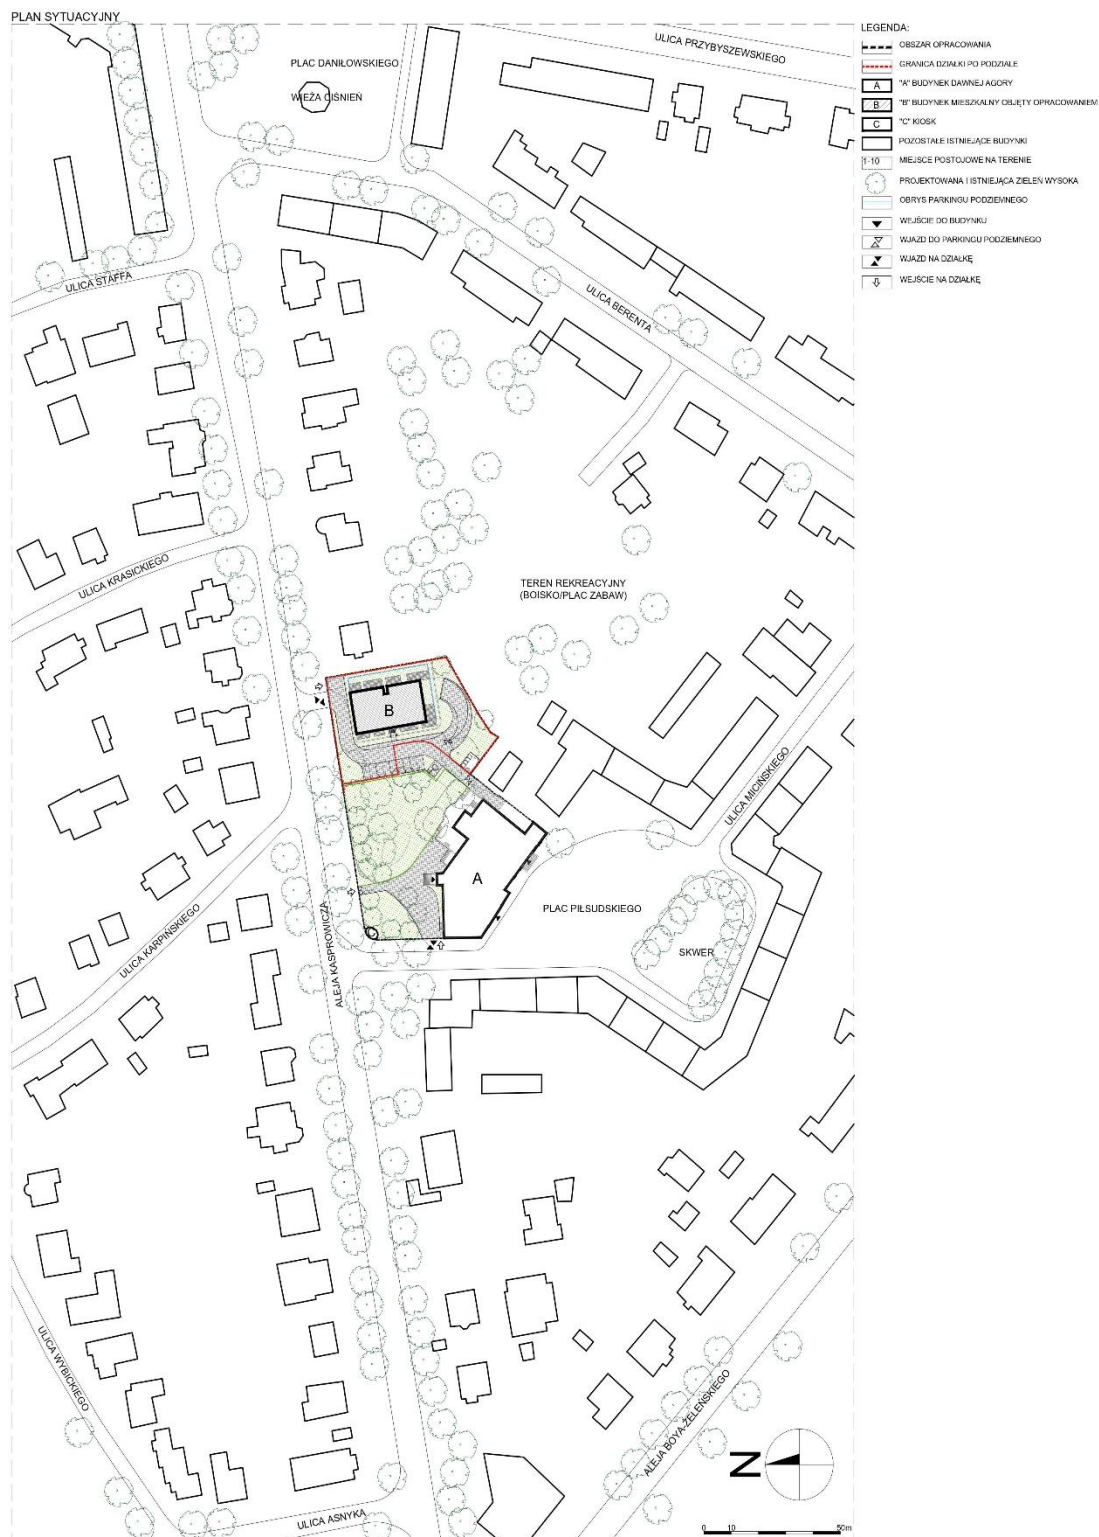 PLAN SYTUACYJNY
LEGENDA:
OBSZAR OPRACOWANIA
GRANICA DZIAŁKI PO PODZIALE
A "A" BUDYNEK DAWNEJ AGORY
B "B" BUDYNEK MIESZKALNY OBJĘTY OPRACOWANIEM
C "C" KIOSK
POZOSTAŁE ISTNIEJĄCE BUDYNKI
1-10 MIEJSCE POSTOJOWE NA TERENIE
PROJEKTOWANA I ISTNIEJĄCA ZIELEŃ WYSOKA
OBRYS PARKINGU PODZIEMNEGO
WEJŚCIE DO BUDYNKU
WJAZD DO PARKINGU PODZIEMNEGO
WJAZD NA DZIAŁKĘ
WEJŚCIE NA DZIAŁKĘ
ULICA PRZYBYSZEWSKIEGO
PLAC DANIŁOWSKIEGO
WIEŻA CIŚNIEŃ
ULICA STAFFA
ULICA BERENTA
ULICA KRASICKIEGO
TEREN REKREACYJNY
(BOISKO/PLAC ZABAW)
B
ULICA MICIŃSKIEGO
A
PLAC PIŁSUDSKIEGO
ULICA KARPIŃSKIEGO
ALEJA KASPROWICZA
C
SKWER
ULICA WYBICKIEGO
ALEJA BOYA-ŻELEŃSKIEGO
N
ULICA ASNYKA
0 10 50m